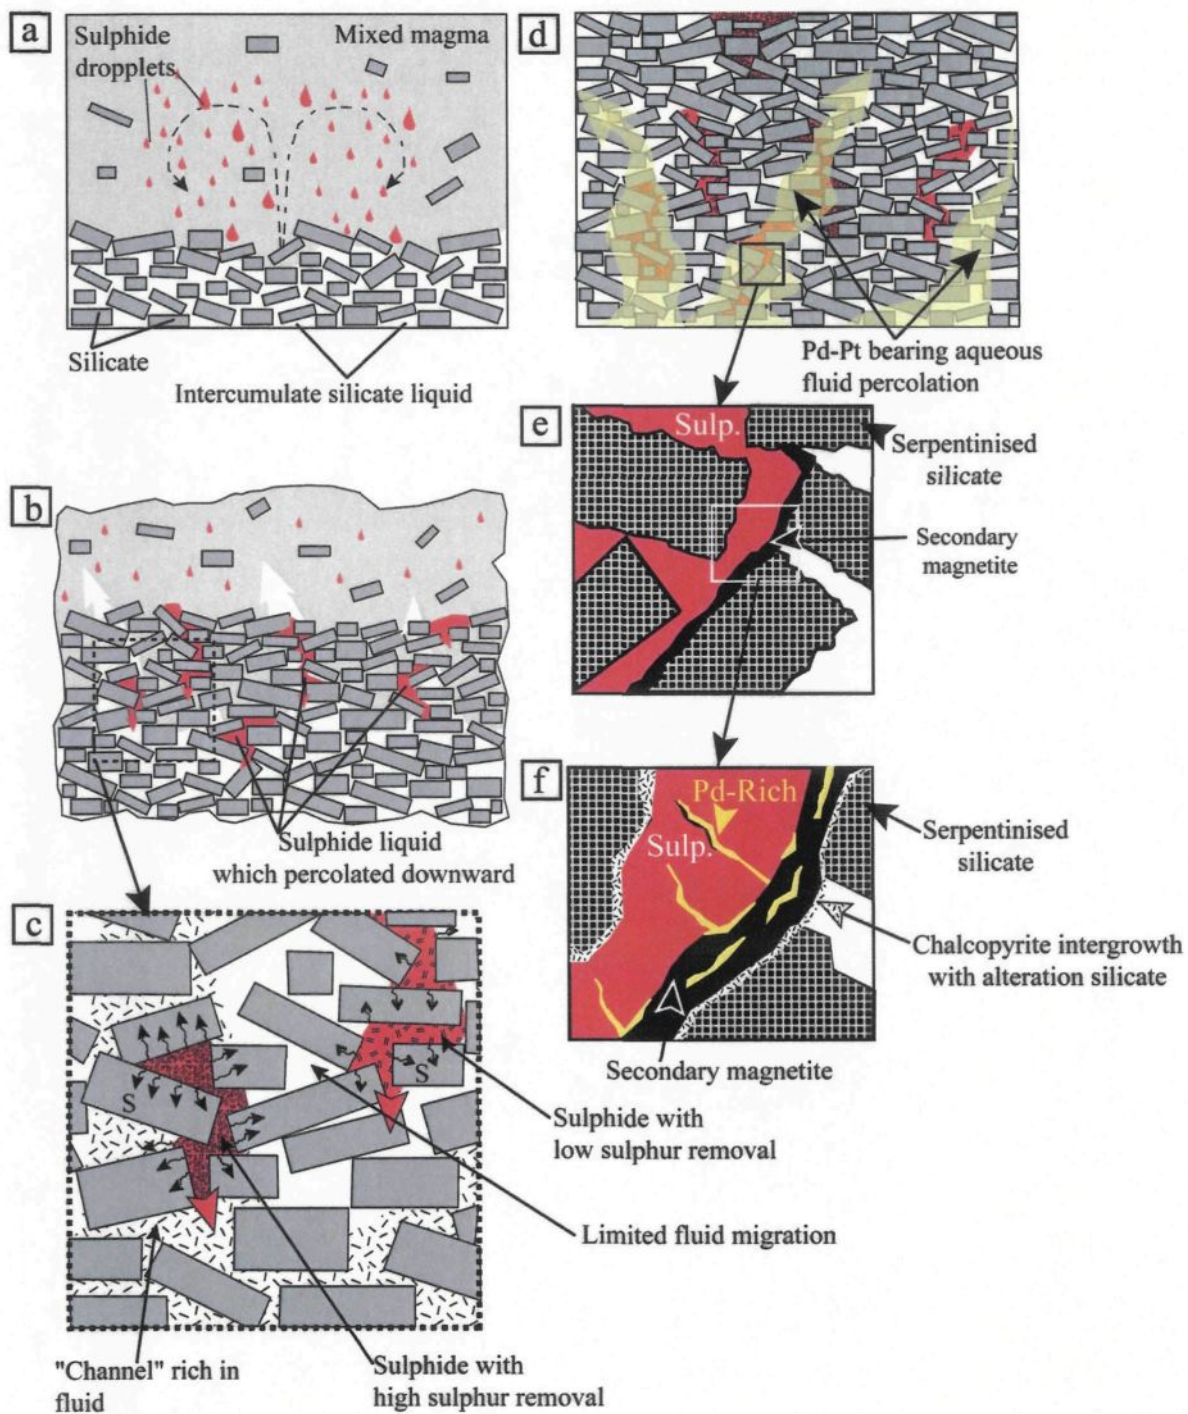 a
Sulphide
dropplets
Mixed magma
Silicate
Intercumulate silicate liquid
b
Sulphide liquid
which percolated downward
c
S
S
Sulphide with
low sulphur removal
Limited fluid migration
"Channel" rich in
fluid
Sulphide with
high sulphur removal
d
Pd-Pt bearing aqueous
fluid percolation
e
Sulp.
Serpentinised
silicate
Secondary
magnetite
f
Pd-Rich
Sulp.
Serpentinised
silicate
Chalcopyrite intergrowth
with alteration silicate
Secondary magnetite